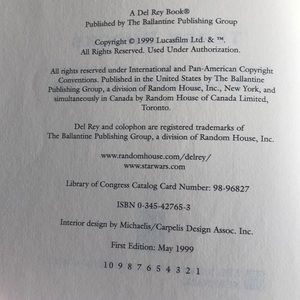 A Del Rey Book®
Published by The Ballantine Publishing Group
Copyright © 1999 Lucasfilm Ltd. & ™.
All Rights Reserved. Used Under Authorization.
All rights reserved under International and Pan-American Copyright
Conventions. Published in the United States by The Ballantine
Publishing Group, a division of Random House, Inc., New York, and
simultaneously in Canada by Random House of Canada Limited,
Toronto.
Del Rey and colophon are registered trademarks of
The Ballantine Publishing Group, a division of Random House, Inc.
www.randomhouse.com/delrey/
www.starwars.com
Library of Congress Catalog Card Number: 98-96827
ISBN 0-345-42765-3
Interior design by Michaelis/Carpelis Design Assoc. Inc.
First Edition: May 1999
10 9 8 7 6 5 4 3 2 1